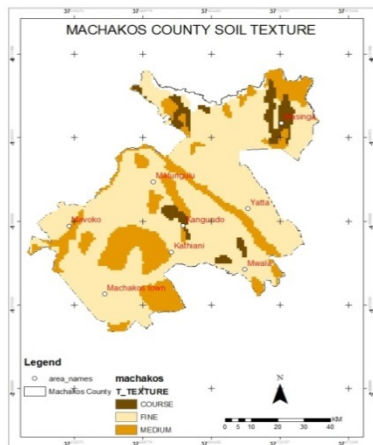 MACHAKOS COUNTY SOIL TEXTURE
Masinga
Matungulu
Yatta
Mavoko
Kangundo
Kathiani
Mwala
Machakos town
Legend
area_names
Machakos County
machakos
T_TEXTURE
COURSE
FINE
MEDIUM
N
0 5 10 20 30 40
KM